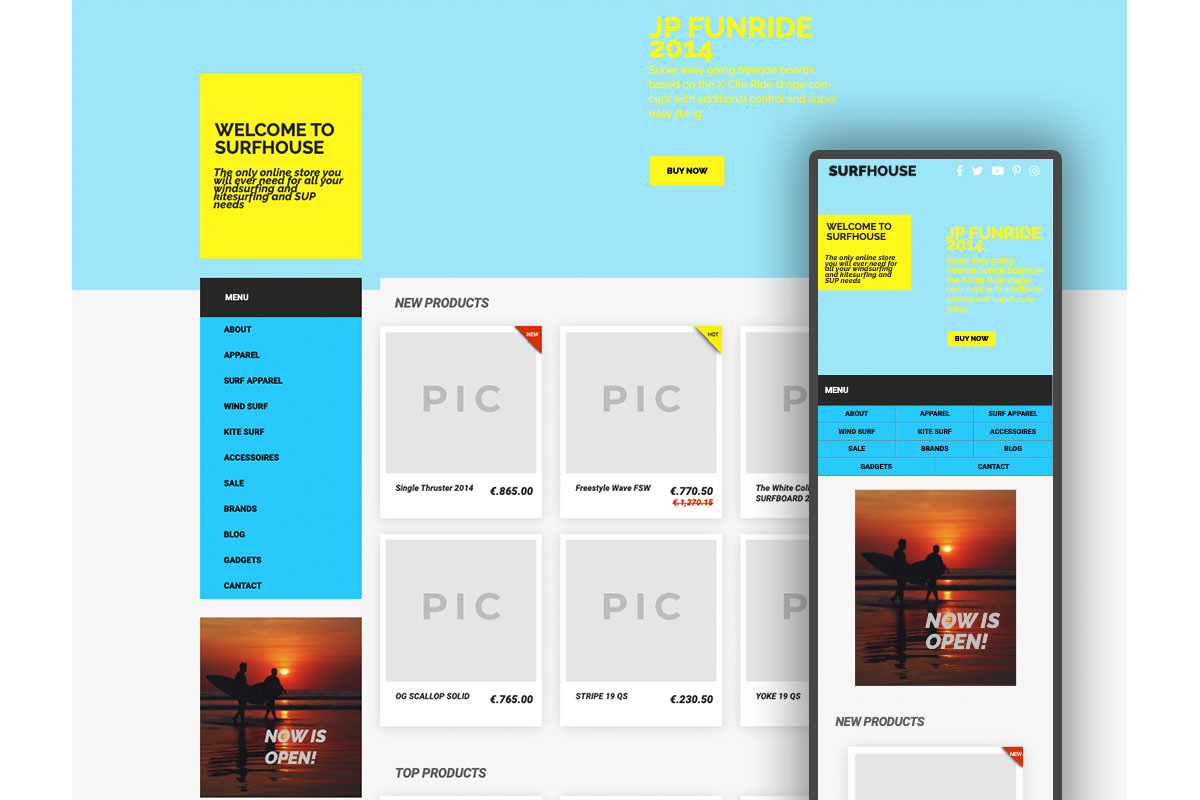 JP FUNRIDE
2014
Super easy going freeride boards
based on the X-Cite Ride shape con-
cept with additional control and super
easy jibing.
BUY NOW
WELCOME TO
SURFHOUSE
The only online store you
will ever need for all your
windsurfing and
kitesurfing and SUP
needs
MENU
ABOUT
APPAREL
SURF APPAREL
WIND SURF
KITE SURF
ACCESSOIRES
SALE
BRANDS
BLOG
GADGETS
CANTACT
NOW IS
OPEN!
NEW PRODUCTS
NEW
PIC
Single Thruster 2014 €.865.00
HOT
PIC
Freestyle Wave FSW €.770.50
€.1,270.15
P
The White Coll
SURFBOARD 2
PIC
OG SCALLOP SOLID €.765.00
PIC
STRIPE 19 QS €.230.50
P
YOKE 19 QS
TOP PRODUCTS
SURFHOUSE
WELCOME TO
SURFHOUSE
The only online store
you will ever need for
all your windsurfing
and kitesurfing and
SUP needs
JP FUNRIDE
2014
Super easy going
freeride boards based on
the X-Cite Ride shape
con- cept with additional
control and super easy
jibing.
BUY NOW
MENU
ABOUT APPAREL SURF APPAREL
WIND SURF KITE SURF ACCESSOIRES
SALE BRANDS BLOG
GADGETS CANTACT
NOW IS
OPEN!
NEW PRODUCTS
NEW